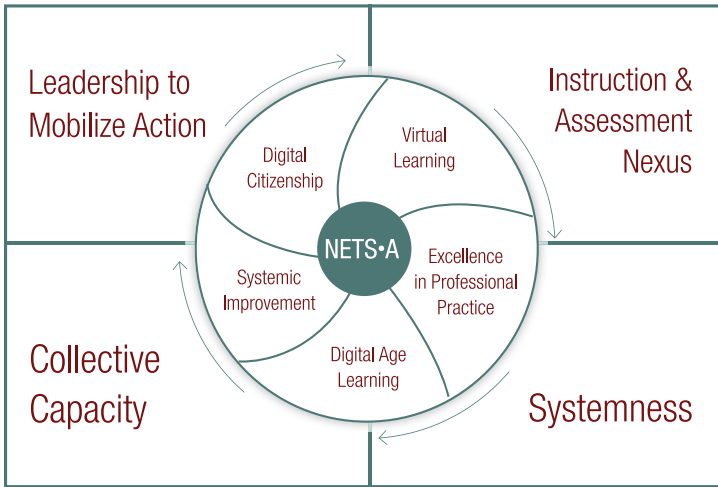 Leadership to
Mobilize Action
Instruction &
Assessment
Nexus
Digital
Citizenship
Virtual
Learning
NETS•A
Systemic
Improvement
Excellence
in Professional
Practice
Digital Age
Learning
Collective
Capacity
Systemness